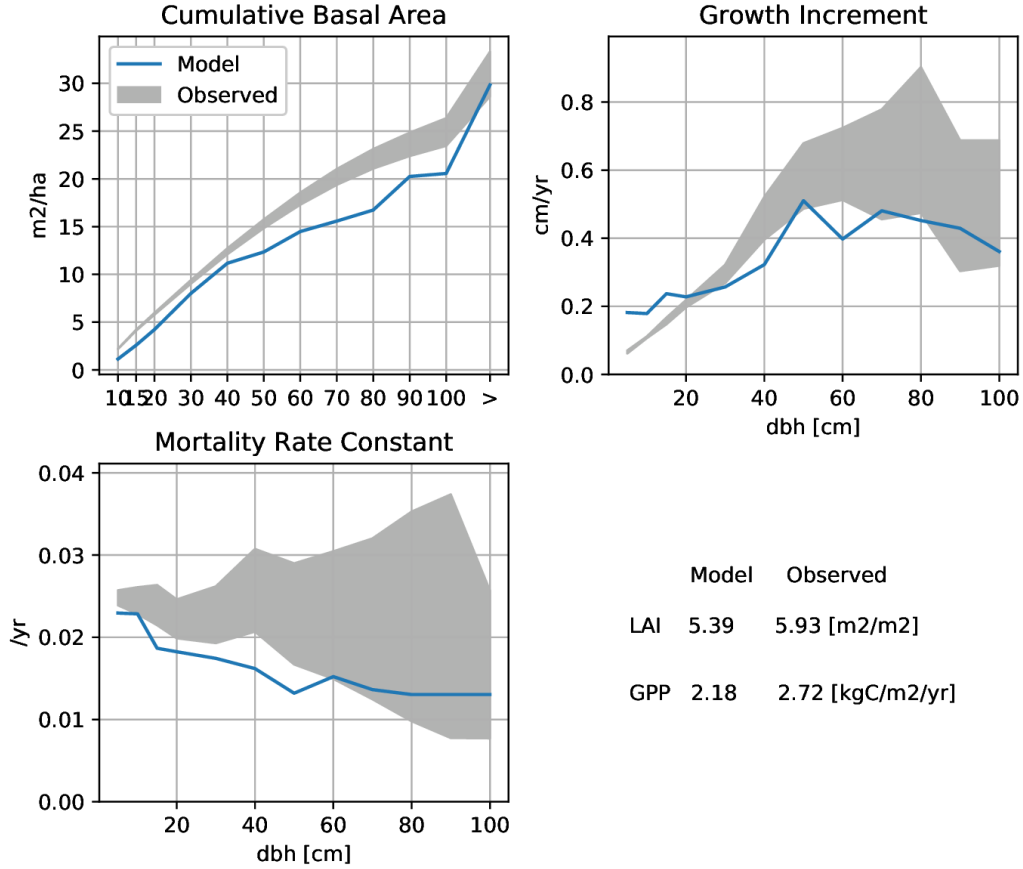 Cumulative Basal Area
Model
Observed
m2/ha
30
25
20
15
10
5
0
10 15 20 30 40 50 60 70 80 90 100 >
Growth Increment
cm/yr
0.8
0.6
0.4
0.2
0.0
20 40 60 80 100
dbh [cm]
Mortality Rate Constant
/yr
0.04
0.03
0.02
0.01
0.00
20 40 60 80 100
dbh [cm]
Model Observed
LAI 5.39 5.93 [m2/m2]
GPP 2.18 2.72 [kgC/m2/yr]